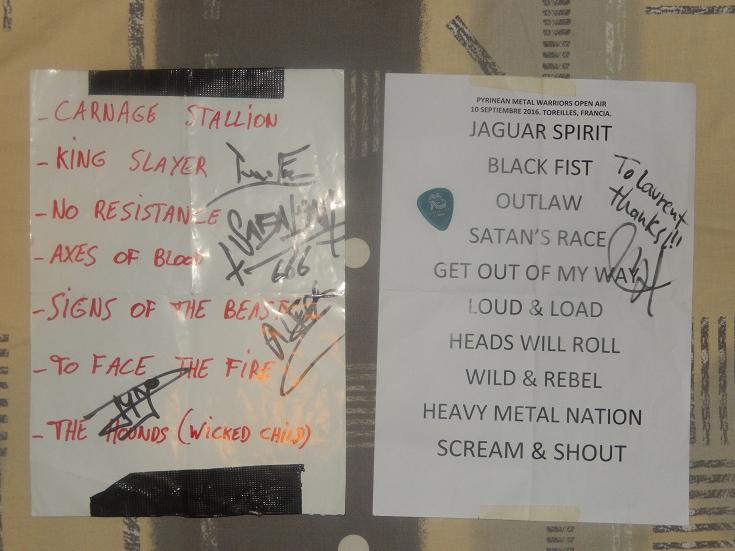 - CARNAGE STALLION
- KING SLAYER
- NO RESISTANCE
- AXES OF BLOOD
666
- SIGNS OF THE BEAST
- TO FACE THE FIRE
- THE HOUNDS (WICKED CHILD)
PYRINEAN METAL WARRIORS OPEN AIR
10 SEPTIEMBRE 2016. TOREILLES, FRANCIA.
JAGUAR SPIRIT
BLACK FIST
OUTLAW
SATAN'S RACE
GET OUT OF MY WAY
LOUD & LOAD
HEADS WILL ROLL
WILD & REBEL
HEAVY METAL NATION
SCREAM & SHOUT
To Laurent
thanks!!